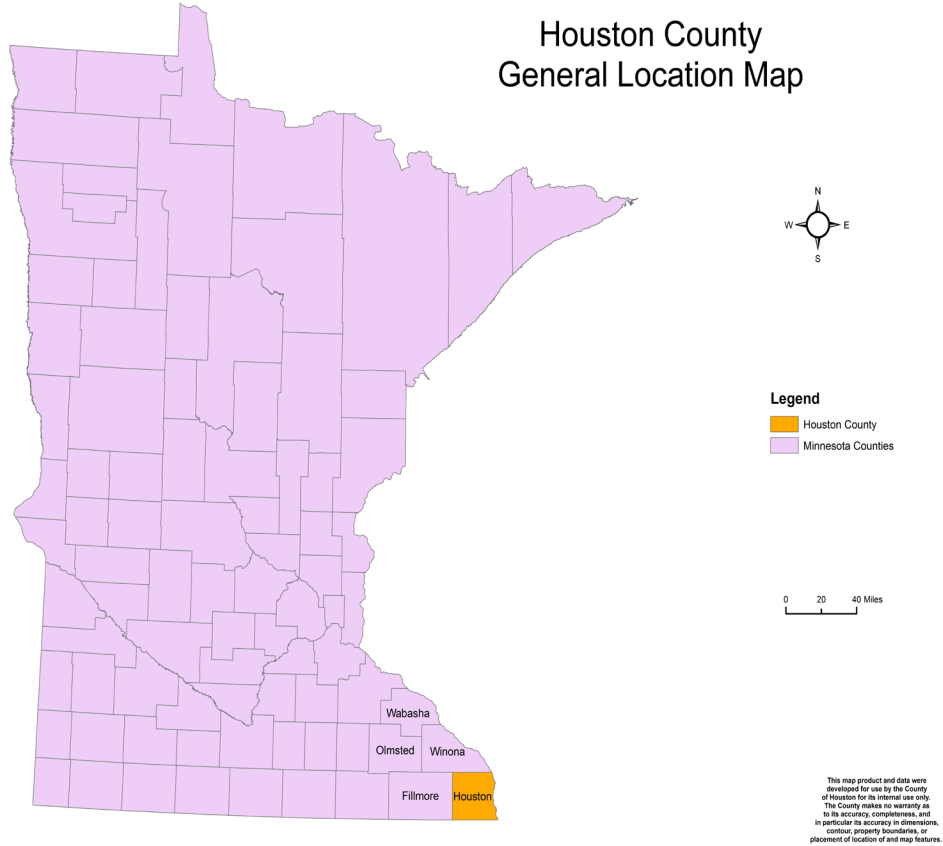 Houston County
General Location Map
N
W
E
S
Legend
Houston County
Minnesota Counties
0 20 40 Miles
Wabasha
Olmsted
Winona
Fillmore
Houston
This map product and data were
developed for use by the County
of Houston for its internal use only.
The County makes no warranty as
to its accuracy, completeness, and
in particular its accuracy in dimensions,
contour, property boundaries, or
placement of location of and map features.